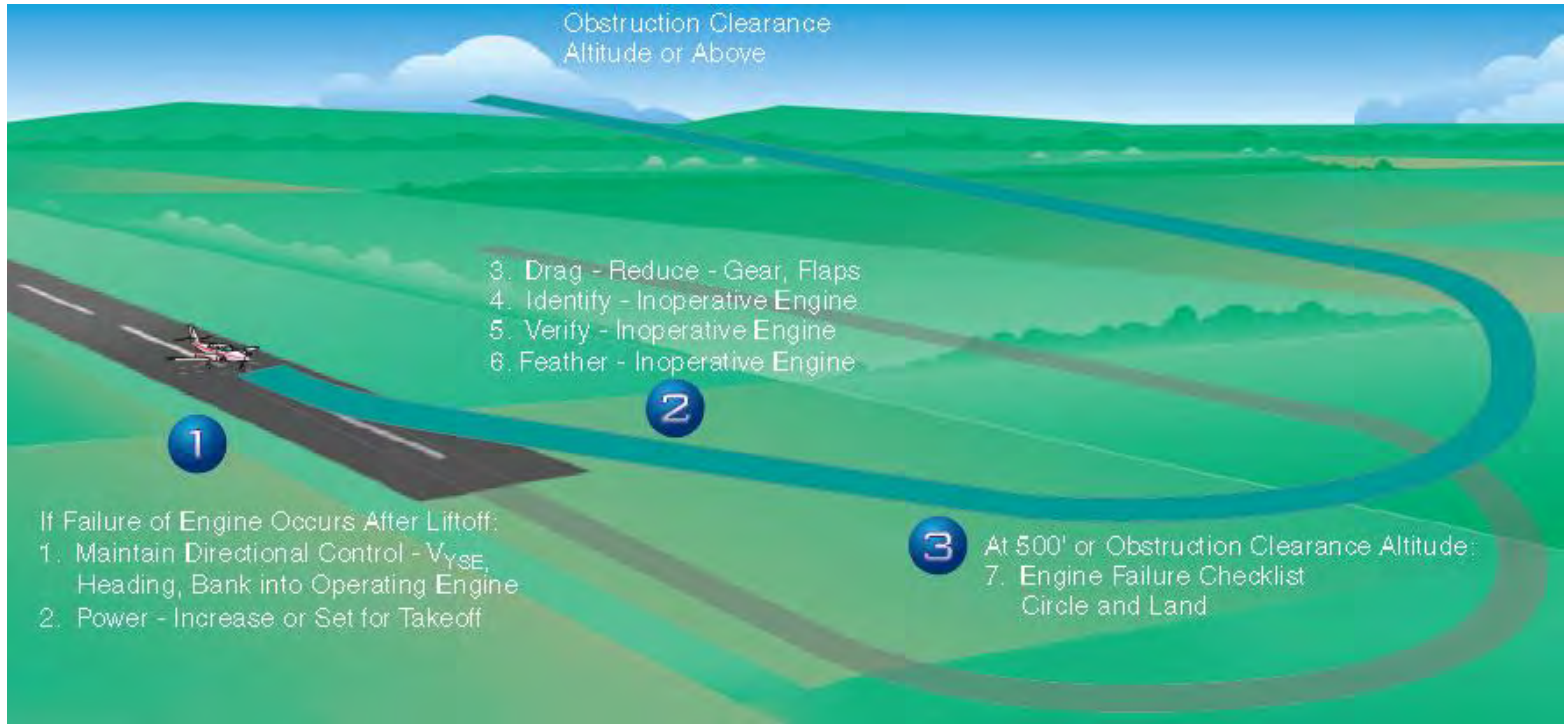 Obstruction Clearance
Altitude or Above
3. Drag - Reduce - Gear, Flaps
4. Identify - Inoperative Engine
5. Verify - Inoperative Engine
6. Feather - Inoperative Engine
2
1
If Failure of Engine Occurs After Liftoff:
1. Maintain Directional Control - VYSE,
Heading, Bank into Operating Engine
2. Power - Increase or Set for Takeoff
3
At 500' or Obstruction Clearance Altitude:
7. Engine Failure Checklist
Circle and Land